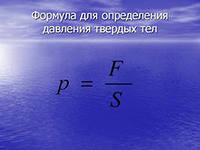 Формула для определения
давления твердых тел
p = F / S